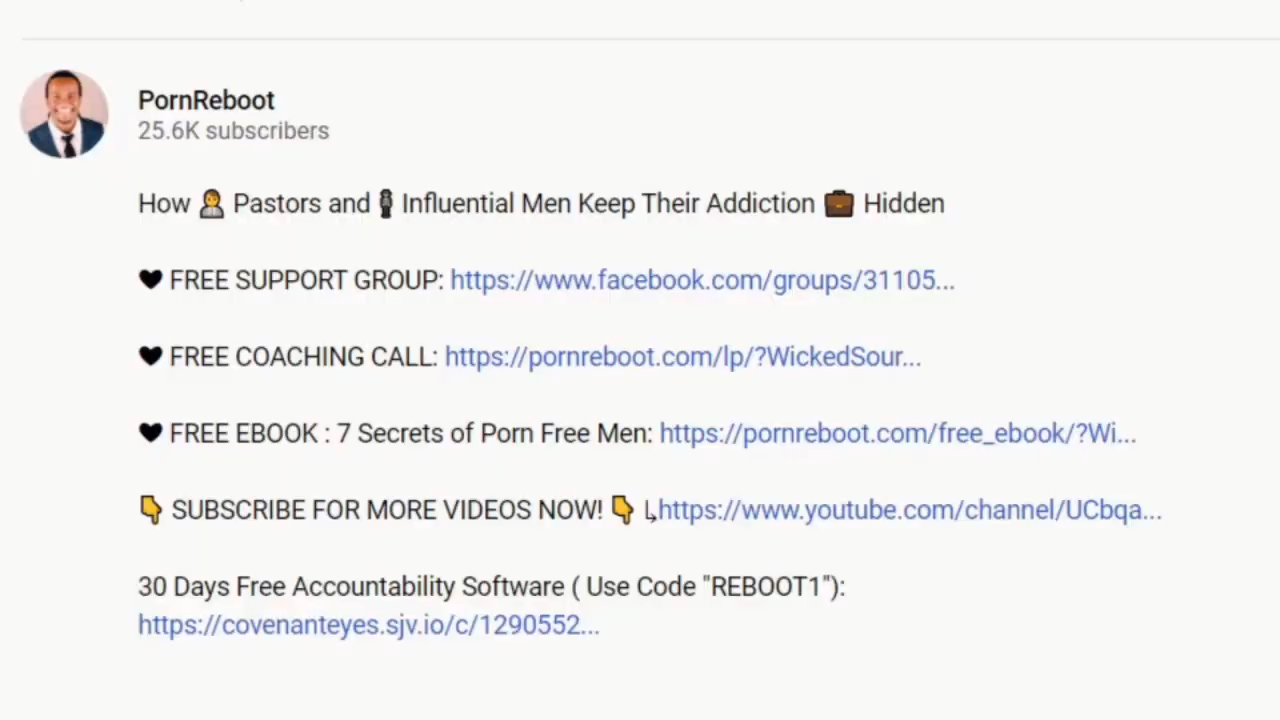 PornReboot
25.6K subscribers
How 👨‍💼 Pastors and 🕴 Influential Men Keep Their Addiction 💼 Hidden
🖤 FREE SUPPORT GROUP: https://www.facebook.com/groups/31105...
🖤 FREE COACHING CALL: https://pornreboot.com/lp/?WickedSour...
🖤 FREE EBOOK : 7 Secrets of Porn Free Men: https://pornreboot.com/free_ebook/?Wi...
👇 SUBSCRIBE FOR MORE VIDEOS NOW! 👇 ↳https://www.youtube.com/channel/UCbqa...
30 Days Free Accountability Software ( Use Code "REBOOT1"):
https://covenanteyes.sjv.io/c/1290552...